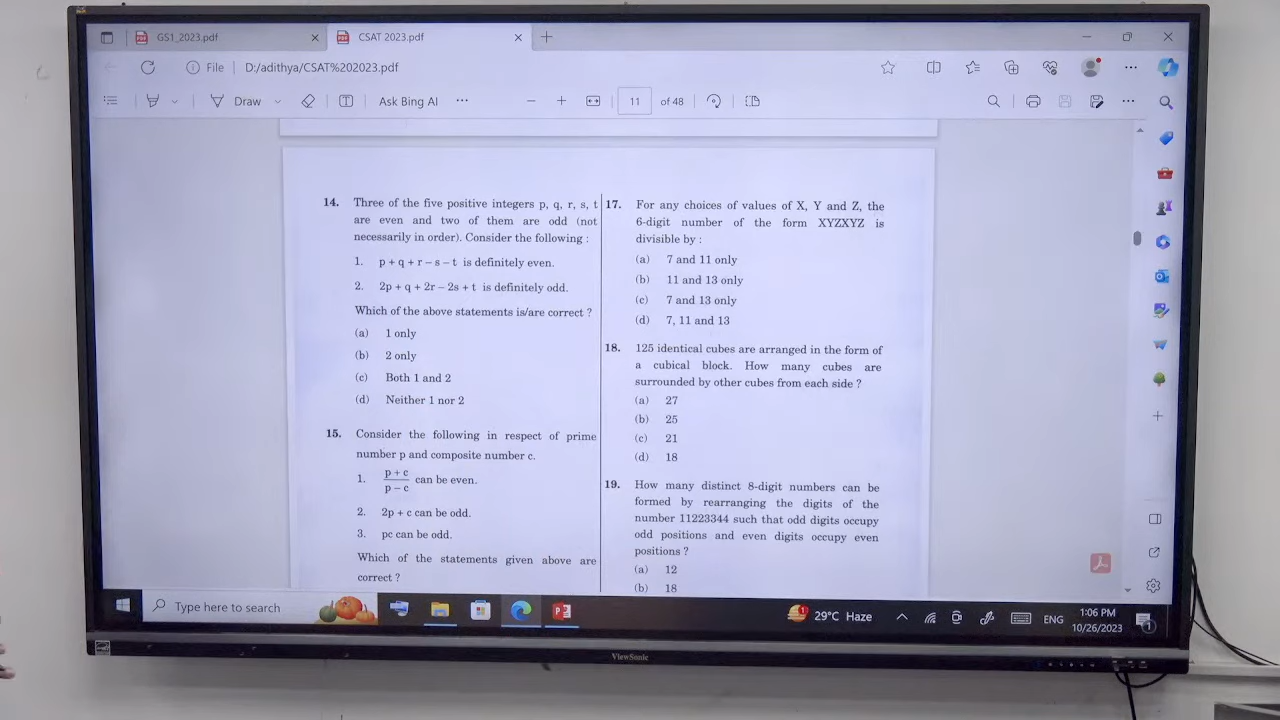 GS1_2023.pdf
CSAT 2023.pdf
File D:/adithya/CSAT%202023.pdf
Draw
Ask Bing AI
11 of 48
14. Three of the five positive integers p, q, r, s, t
are even and two of them are odd (not
necessarily in order). Consider the following :
1. p + q + r – s – t is definitely even.
2. 2p + q + 2r – 2s + t is definitely odd.
Which of the above statements is/are correct ?
(a) 1 only
(b) 2 only
(c) Both 1 and 2
(d) Neither 1 nor 2
15. Consider the following in respect of prime
number p and composite number c.
1. p + c
p – c can be even.
2. 2p + c can be odd.
3. pc can be odd.
Which of the statements given above are
correct ?
17. For any choices of values of X, Y and Z, the
6-digit number of the form XYZXYZ is
divisible by :
(a) 7 and 11 only
(b) 11 and 13 only
(c) 7 and 13 only
(d) 7, 11 and 13
18. 125 identical cubes are arranged in the form of
a cubical block. How many cubes are
surrounded by other cubes from each side ?
(a) 27
(b) 25
(c) 21
(d) 18
19. How many distinct 8-digit numbers can be
formed by rearranging the digits of the
number 11223344 such that odd digits occupy
odd positions and even digits occupy even
positions ?
(a) 12
(b) 18
Type here to search
29°C Haze
ENG
1:06 PM
10/26/2023
ViewSonic